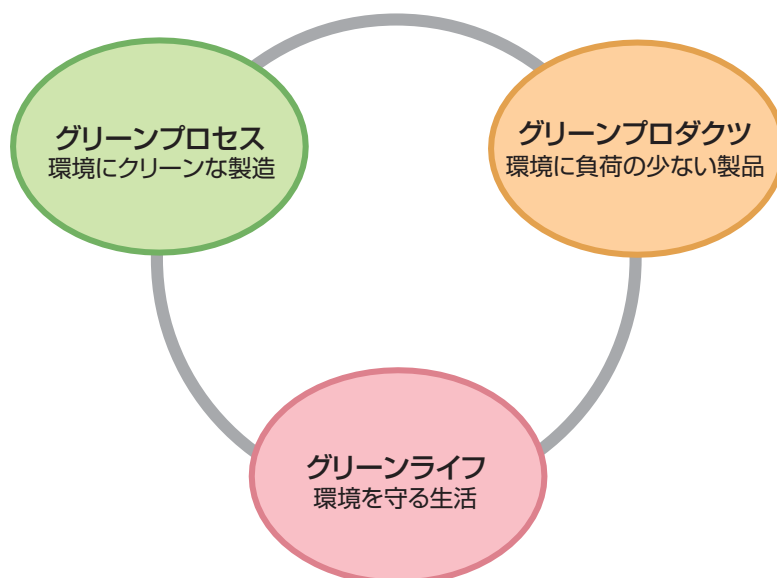 グリーンプロセス
環境にクリーンな製造
グリーンプロダクツ
環境に負荷の少ない製品
グリーンライフ
環境を守る生活